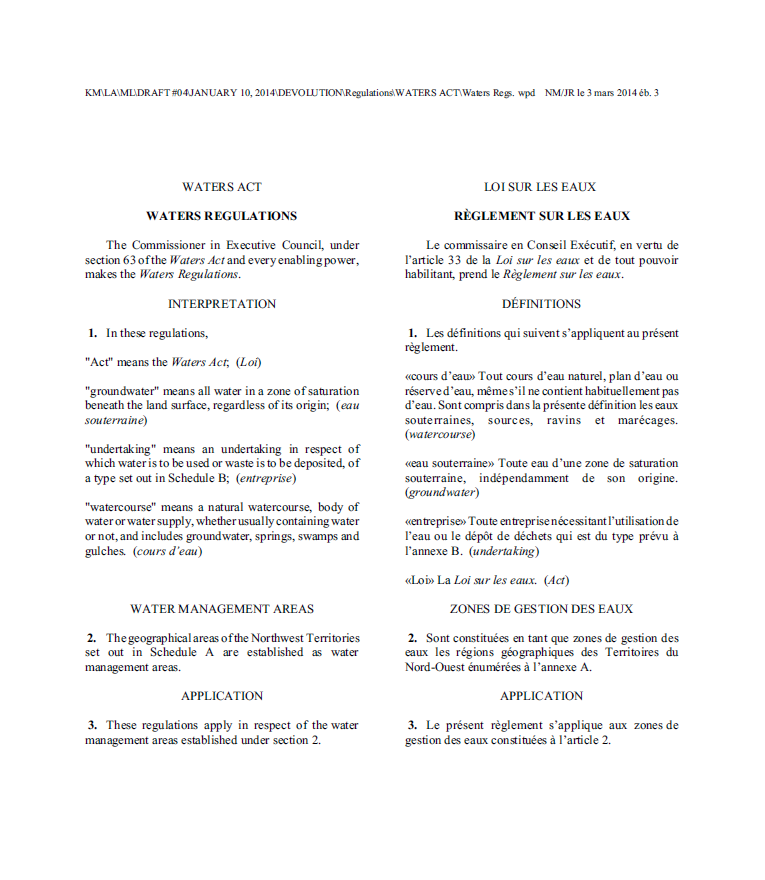 KM\LA\ML\DRAFT #04\JANUARY 10, 2014\DEVOLUTION\Regulations\WATERS ACT\Waters Regs. wpd NM/JR le 3 mars 2014 éb. 3
WATERS ACT
WATERS REGULATIONS
The Commissioner in Executive Council, under
section 63 of the Waters Act and every enabling power,
makes the Waters Regulations.
INTERPRETATION
1. In these regulations,
"Act" means the Waters Act; (Loi)
"groundwater" means all water in a zone of saturation
beneath the land surface, regardless of its origin; (eau
souterraine)
"undertaking" means an undertaking in respect of
which water is to be used or waste is to be deposited, of
a type set out in Schedule B; (entreprise)
"watercourse" means a natural watercourse, body of
water or water supply, whether usually containing water
or not, and includes groundwater, springs, swamps and
gulches. (cours d'eau)
WATER MANAGEMENT AREAS
2. The geographical areas of the Northwest Territories
set out in Schedule A are established as water
management areas.
APPLICATION
3. These regulations apply in respect of the water
management areas established under section 2.
LOI SUR LES EAUX
RÈGLEMENT SUR LES EAUX
Le commissaire en Conseil Exécutif, en vertu de
l'article 33 de la Loi sur les eaux et de tout pouvoir
habilitant, prend le Règlement sur les eaux.
DÉFINITIONS
1. Les définitions qui suivent s'appliquent au présent
règlement.
«cours d'eau» Tout cours d'eau naturel, plan d'eau ou
réserve d'eau, même s'il ne contient habituellement pas
d'eau. Sont compris dans la présente définition les eaux
souterraines, sources, ravins et marécages.
(watercourse)
«eau souterraine» Toute eau d'une zone de saturation
souterraine, indépendamment de son origine.
(groundwater)
«entreprise» Toute entreprise nécessitant l'utilisation de
l'eau ou le dépôt de déchets qui est du type prévu à
l'annexe B. (undertaking)
«Loi» La Loi sur les eaux. (Act)
ZONES DE GESTION DES EAUX
2. Sont constituées en tant que zones de gestion des
eaux les régions géographiques des Territoires du
Nord-Ouest énumérées à l'annexe A.
APPLICATION
3. Le présent règlement s'applique aux zones de
gestion des eaux constituées à l'article 2.